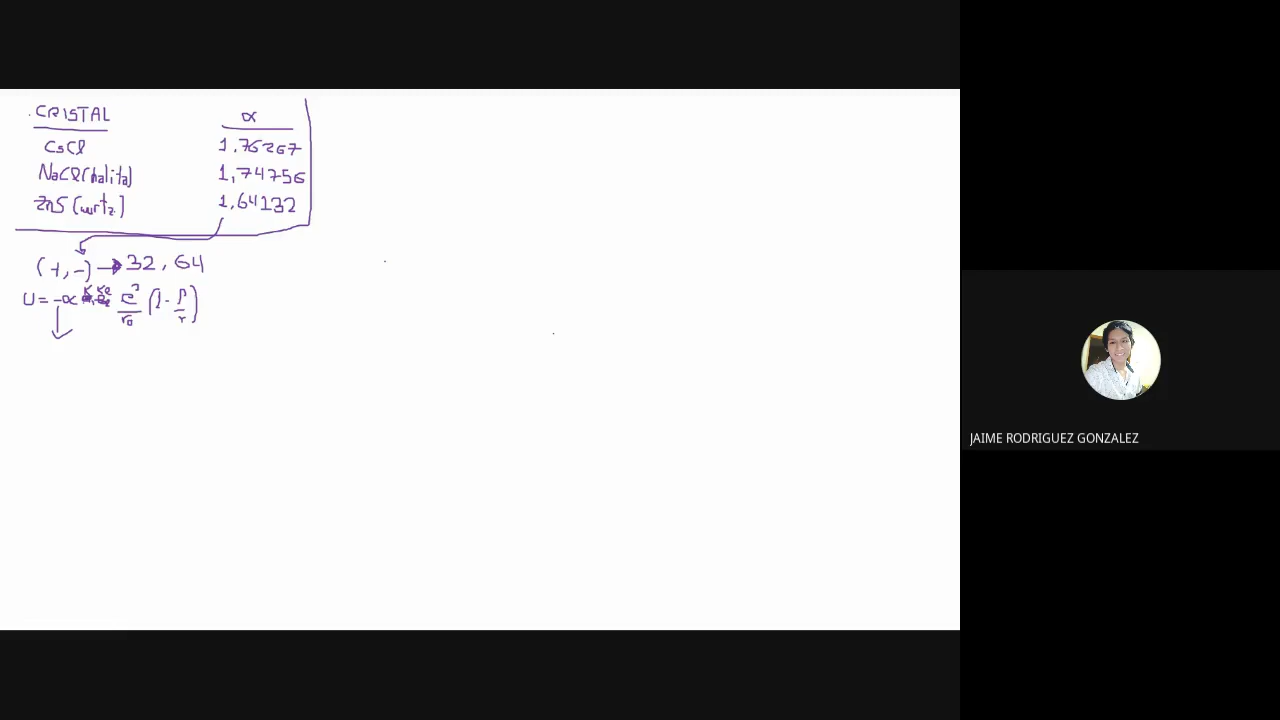 CRISTAL α
CsCl 1,76267
NaCl (halita) 1,74756
ZnS (wurtz.) 1,64132
(+,-) → 32, 64
U = -α e² / r₀ (1 - ρ / r)
JAIME RODRIGUEZ GONZALEZ